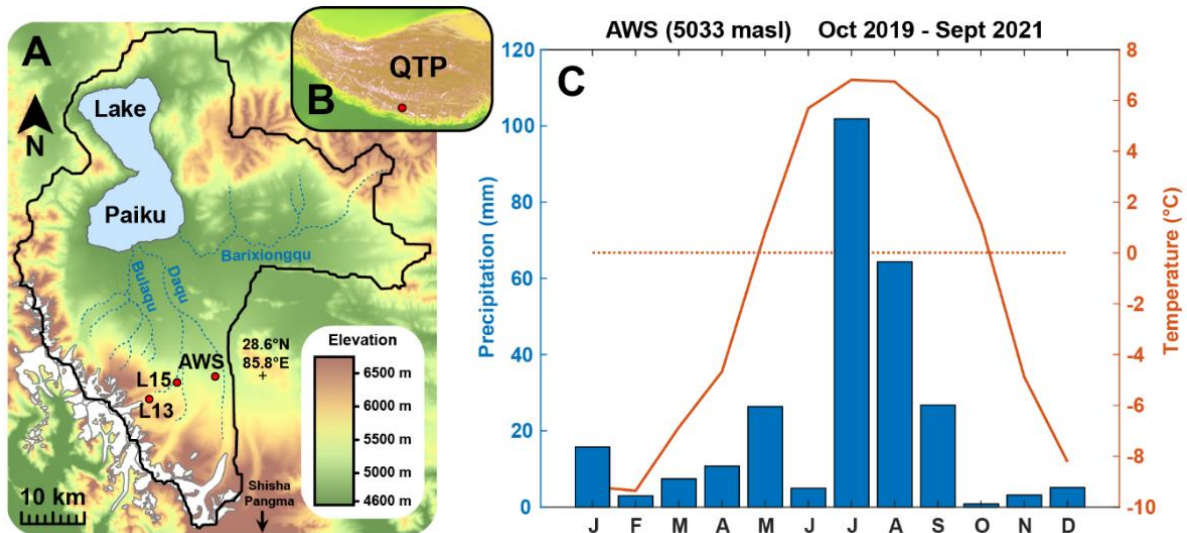 A
N
Lake
Paiku
Bulaqu
Daqu
Barixiongqu
AWS
L15
L13
28.6°N
85.8°E
+
10 km
Shisha
Pangma
Elevation
6500 m
6000 m
5500 m
5000 m
4600 m
B
QTP
AWS (5033 masl) Oct 2019 - Sept 2021
C
Precipitation (mm)
120
100
80
60
40
20
0
Temperature (°C)
8
6
4
2
0
-2
-4
-6
-8
-10
J F M A M J J A S O N D